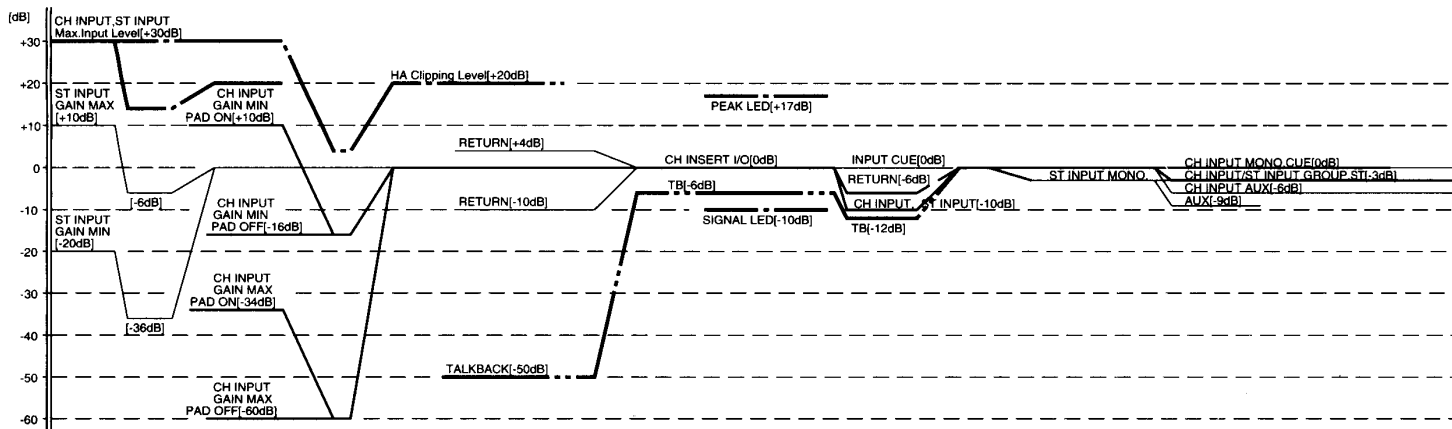 [dB]
+30
+20
+10
0
-10
-20
-30
-40
-50
-60
CH INPUT,ST INPUT
Max.Input Level[+30dB]
ST INPUT
GAIN MAX
[+10dB]
[-6dB]
ST INPUT
GAIN MIN
[-20dB]
[-36dB]
CH INPUT
GAIN MIN
PAD ON[+10dB]
CH INPUT
GAIN MIN
PAD OFF[-16dB]
CH INPUT
GAIN MAX
PAD ON[-34dB]
CH INPUT
GAIN MAX
PAD OFF[-60dB]
HA Clipping Level[+20dB]
RETURN[+4dB]
RETURN[-10dB]
TALKBACK[-50dB]
PEAK LED[+17dB]
CH INSERT I/O[0dB]
TB[-6dB]
SIGNAL LED[-10dB]
INPUT CUE[0dB]
RETURN[-6dB]
CH INPUT, ST INPUT[-10dB]
TB[-12dB]
ST INPUT MONO.
CH INPUT MONO.CUE[0dB]
CH INPUT/ST INPUT GROUP.ST[-3dB]
CH INPUT AUX[-6dB]
AUX[-9dB]